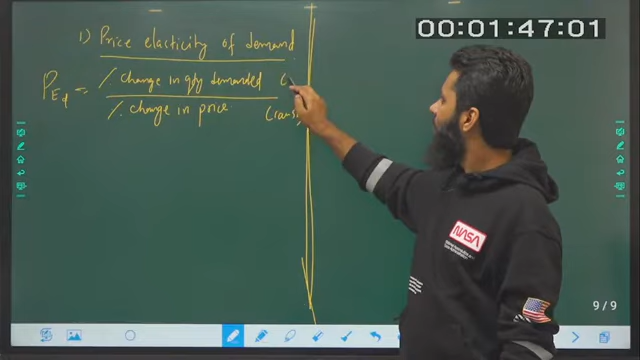 00:01:47:01
1) Price elasticity of demand
PEd = % change in qty demanded (
% change in price (cause)
NASA
9/9